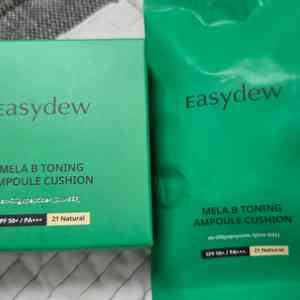 Easydew
MELA B TONING
AMPOULE CUSHION
SPF 50+ / PA+++
21 Natural
Easydew
MELA B TONING
AMPOULE CUSHION
SPF 50+ / PA+++
21 Natural